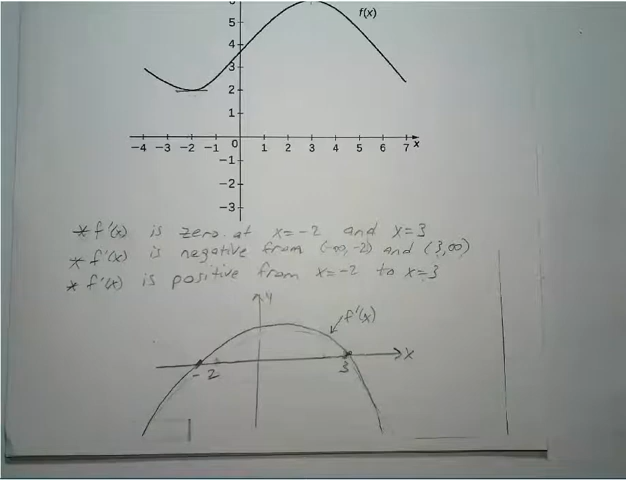 6
5
f(x)
4
3
2
1
-4 -3 -2 -1 0 1 2 3 4 5 6 7 x
-1
-2
-3
* f'(x) is zero at x=-2 and x=3
* f'(x) is negative from (-∞,-2) and (3,∞)
* f'(x) is positive from x=-2 to x=3
y
f'(x)
x
-2 3